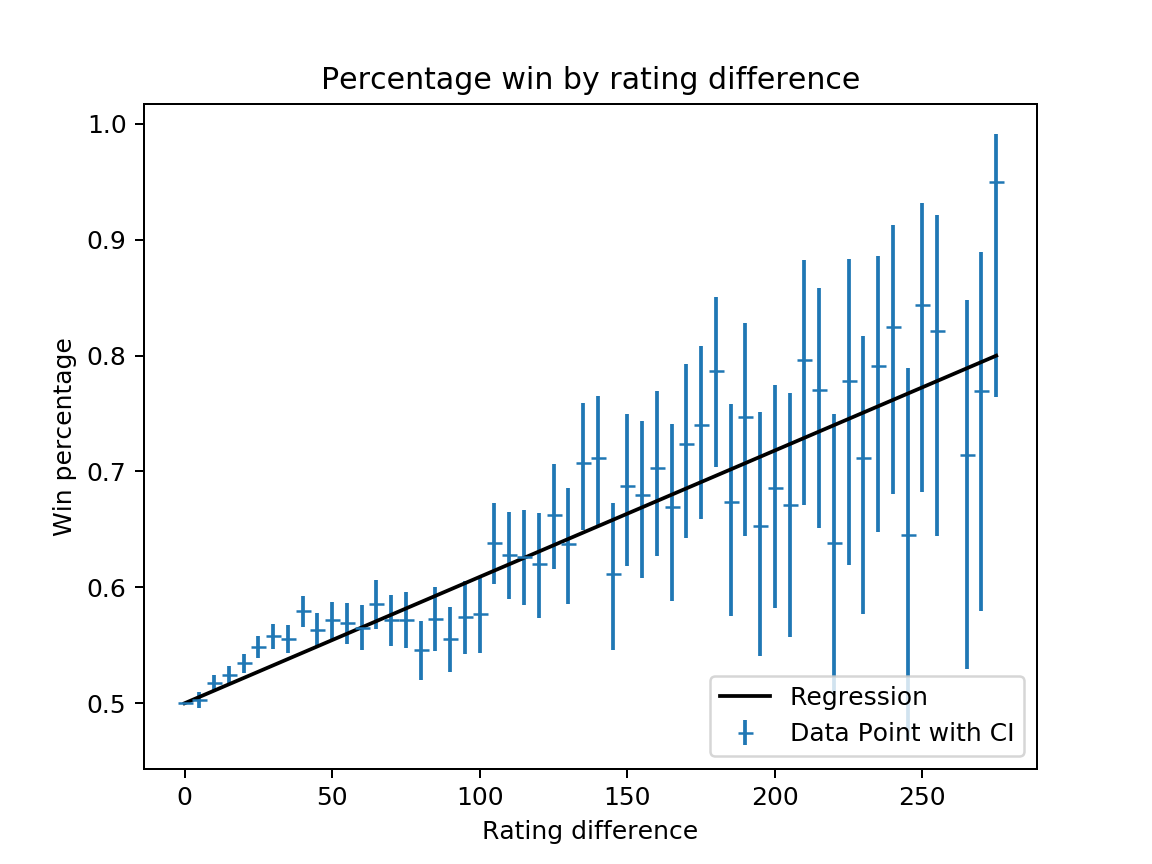 Percentage win by rating difference
1.0
0.9
0.8
0.7
0.6
0.5
Win percentage
Regression
Data Point with CI
0 50 100 150 200 250
Rating difference